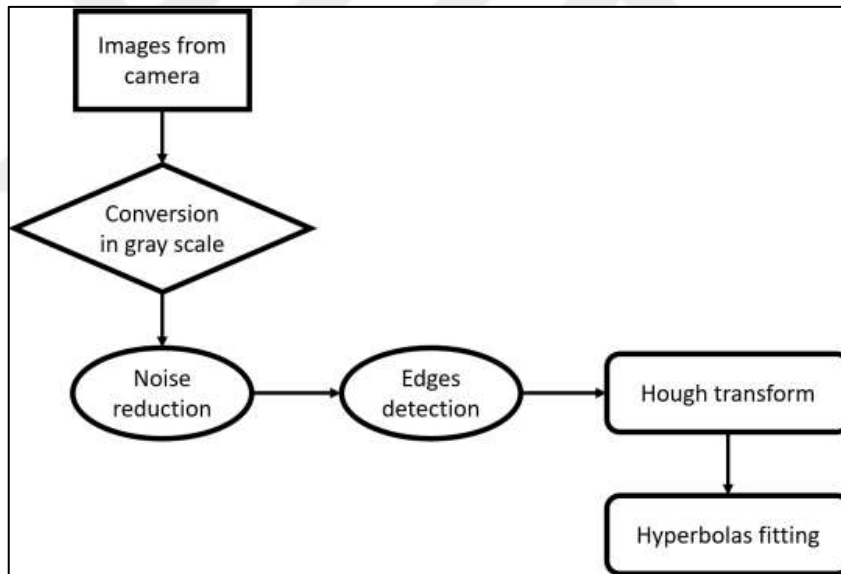 Images from
camera
Conversion
in gray scale
Noise
reduction
Edges
detection
Hough transform
Hyperbolas fitting